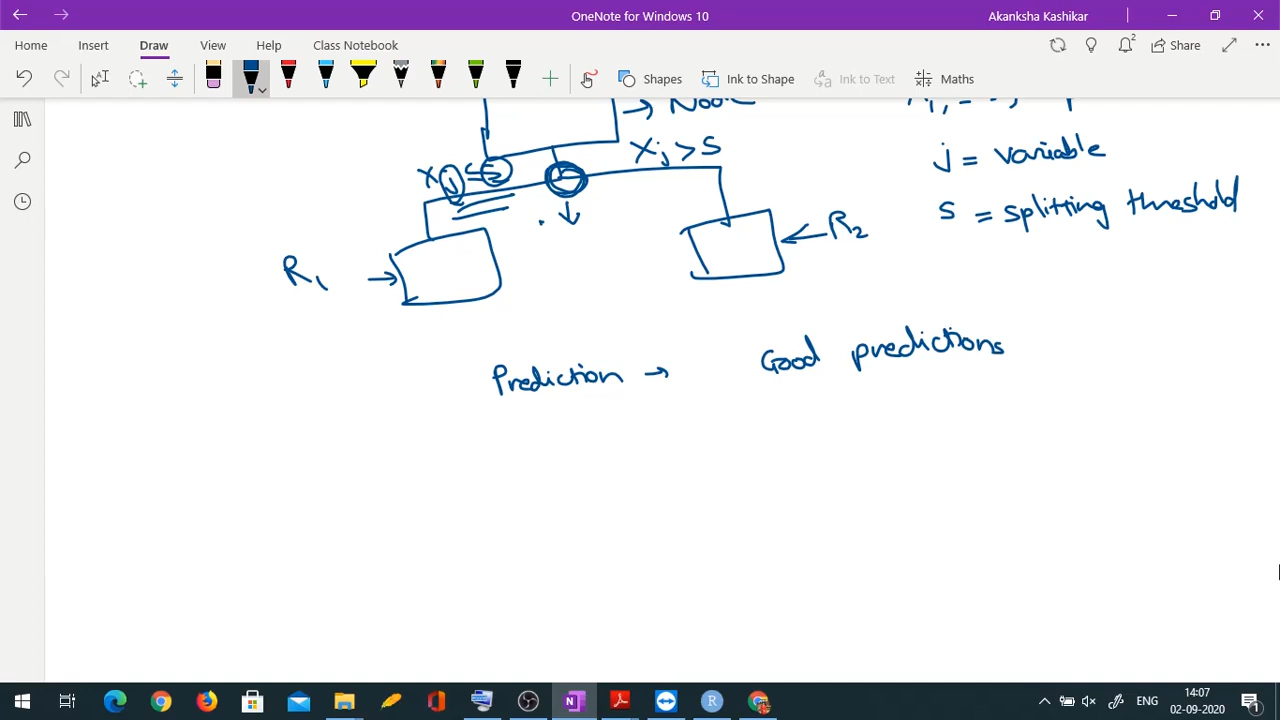 OneNote for Windows 10
Akanksha Kashikar
Home Insert Draw View Help Class Notebook
Share
Shapes Ink to Shape Ink to Text Maths
→ Node
Xj ≤ S
Xj > S
j = variable
s = splitting threshold
R1 →
← R2
Prediction →
Good predictions
ENG
14:07
02-09-2020